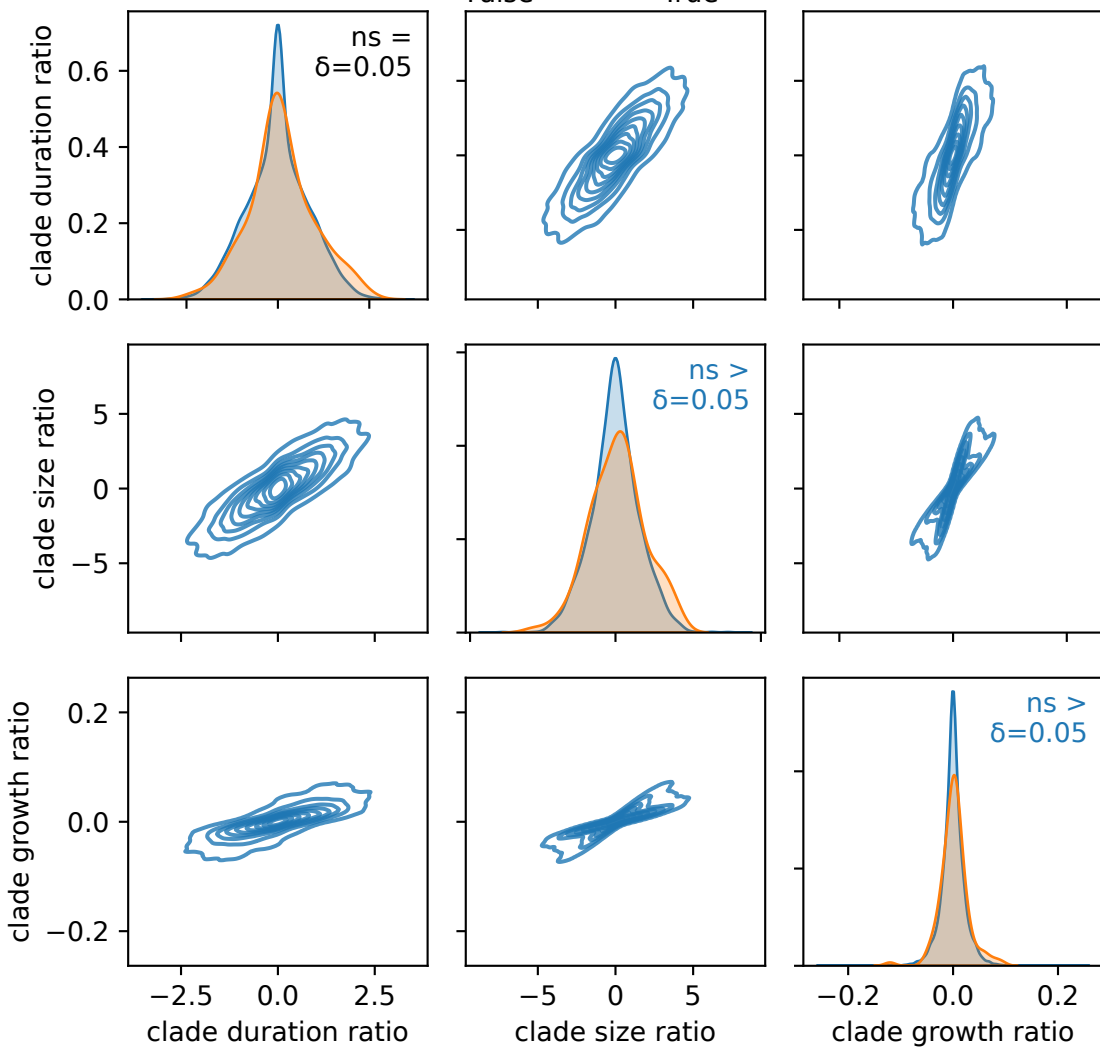 clade duration ratio
0.6
0.4
0.2
0.0
ns =
δ=0.05
clade size ratio
5
0
−5
ns >
δ=0.05
clade growth ratio
0.2
0.0
−0.2
ns >
δ=0.05
−2.5 0.0 2.5
−5 0 5
−0.2 0.0 0.2
clade duration ratio
clade size ratio
clade growth ratio